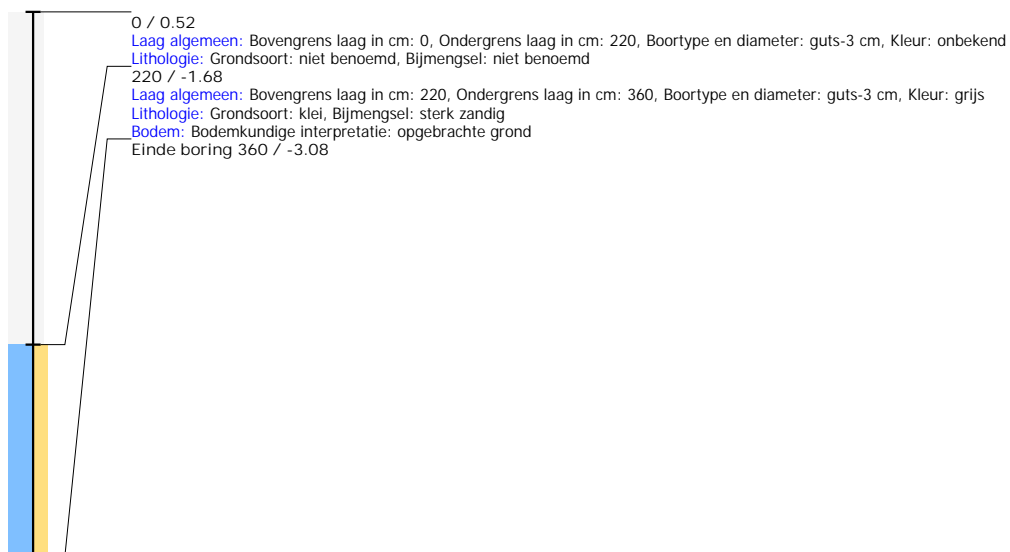 0 / 0.52
Laag algemeen: Bovengrens laag in cm: 0, Ondergrens laag in cm: 220, Boortype en diameter: guts-3 cm, Kleur: onbekend
Lithologie: Grondsoort: niet benoemd, Bijmengsel: niet benoemd
220 / -1.68
Laag algemeen: Bovengrens laag in cm: 220, Ondergrens laag in cm: 360, Boortype en diameter: guts-3 cm, Kleur: grijs
Lithologie: Grondsoort: klei, Bijmengsel: sterk zandig
Bodem: Bodemkundige interpretatie: opgebrachte grond
Einde boring 360 / -3.08